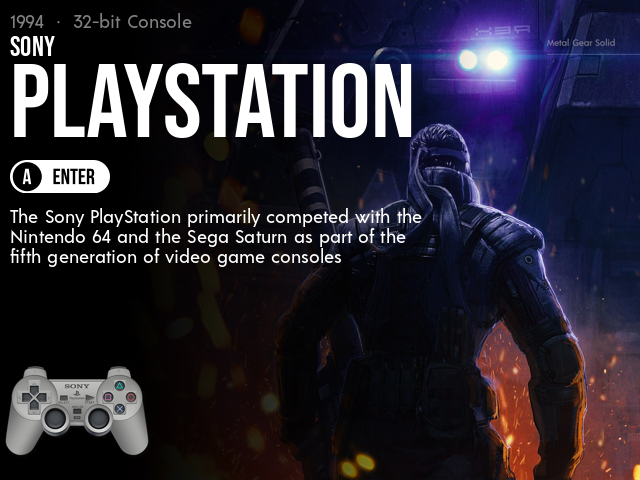 1994 · 32-bit Console
SONY
PLAYSTATION
Metal Gear Solid
REX
A ENTER
The Sony PlayStation primarily competed with the
Nintendo 64 and the Sega Saturn as part of the
fifth generation of video game consoles
SONY